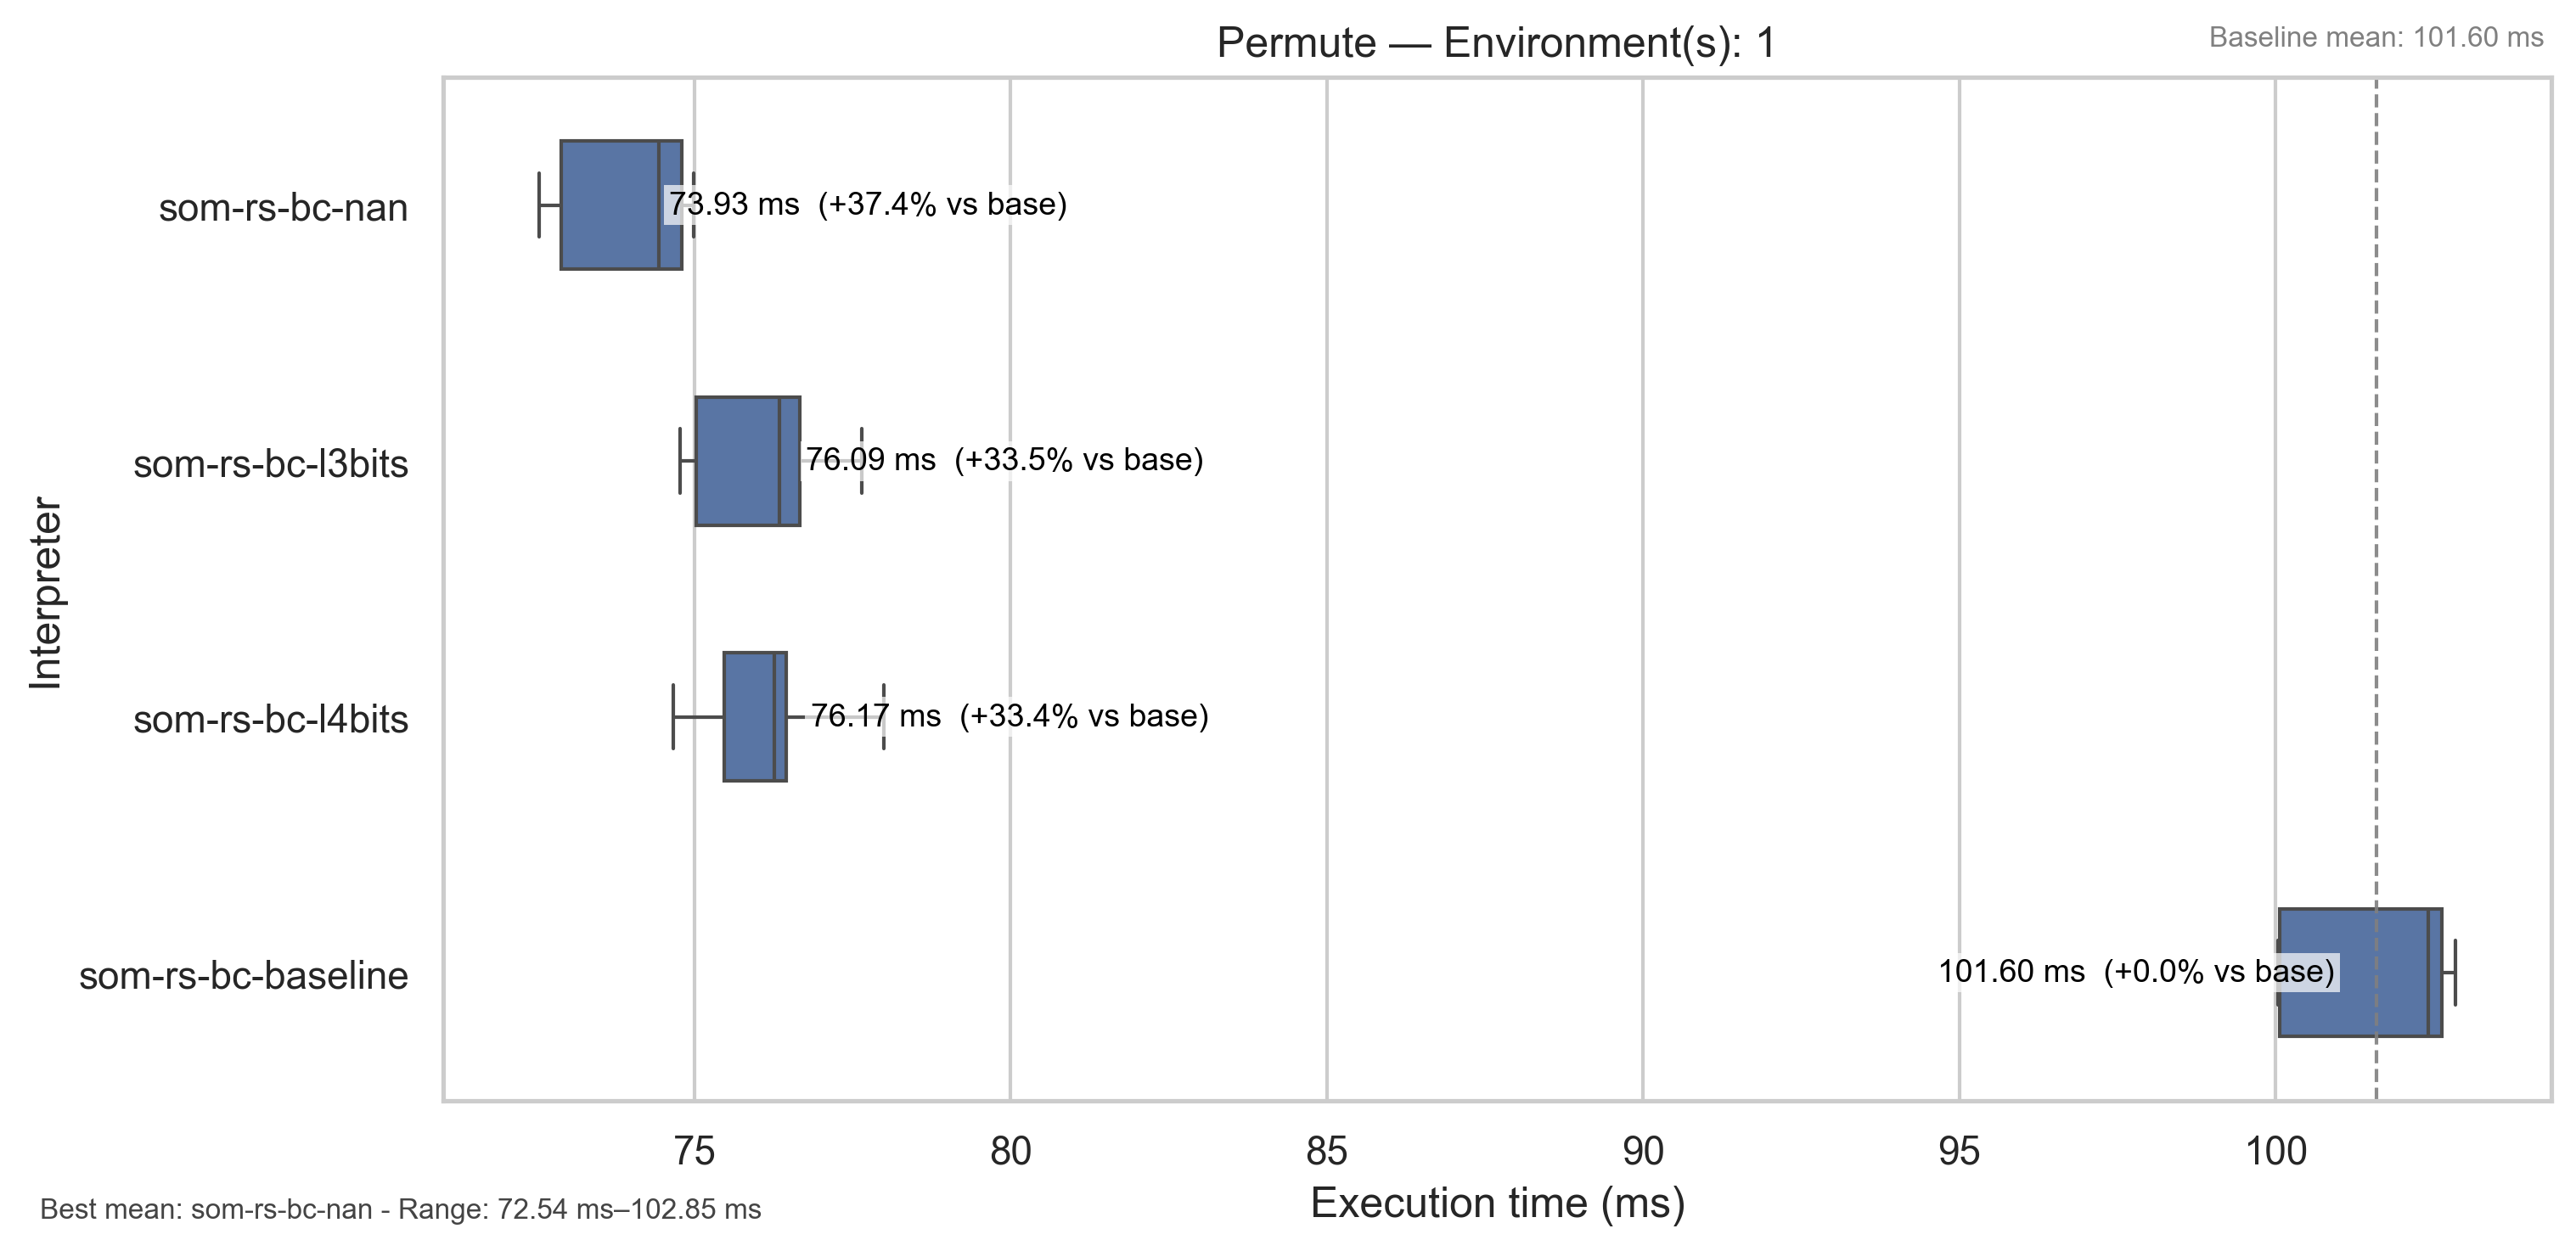 Permute — Environment(s): 1
Baseline mean: 101.60 ms
Interpreter
som-rs-bc-nan
73.93 ms (+37.4% vs base)
som-rs-bc-l3bits
76.09 ms (+33.5% vs base)
som-rs-bc-l4bits
76.17 ms (+33.4% vs base)
som-rs-bc-baseline
101.60 ms (+0.0% vs base)
75 80 85 90 95 100
Execution time (ms)
Best mean: som-rs-bc-nan - Range: 72.54 ms–102.85 ms